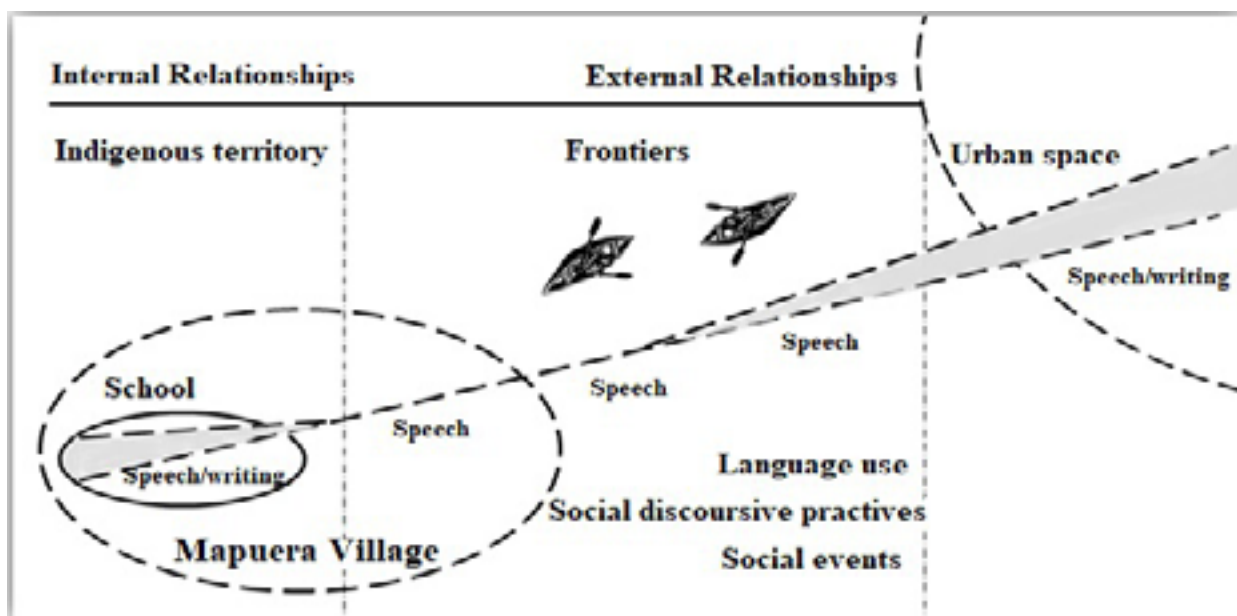 Internal Relationships
External Relationships
Indigenous territory
Frontiers
Urban space
Speech/writing
Speech
Speech
School
Speech
Speech/writing
Language use
Social discoursive practives
Mapuera Village
Social events